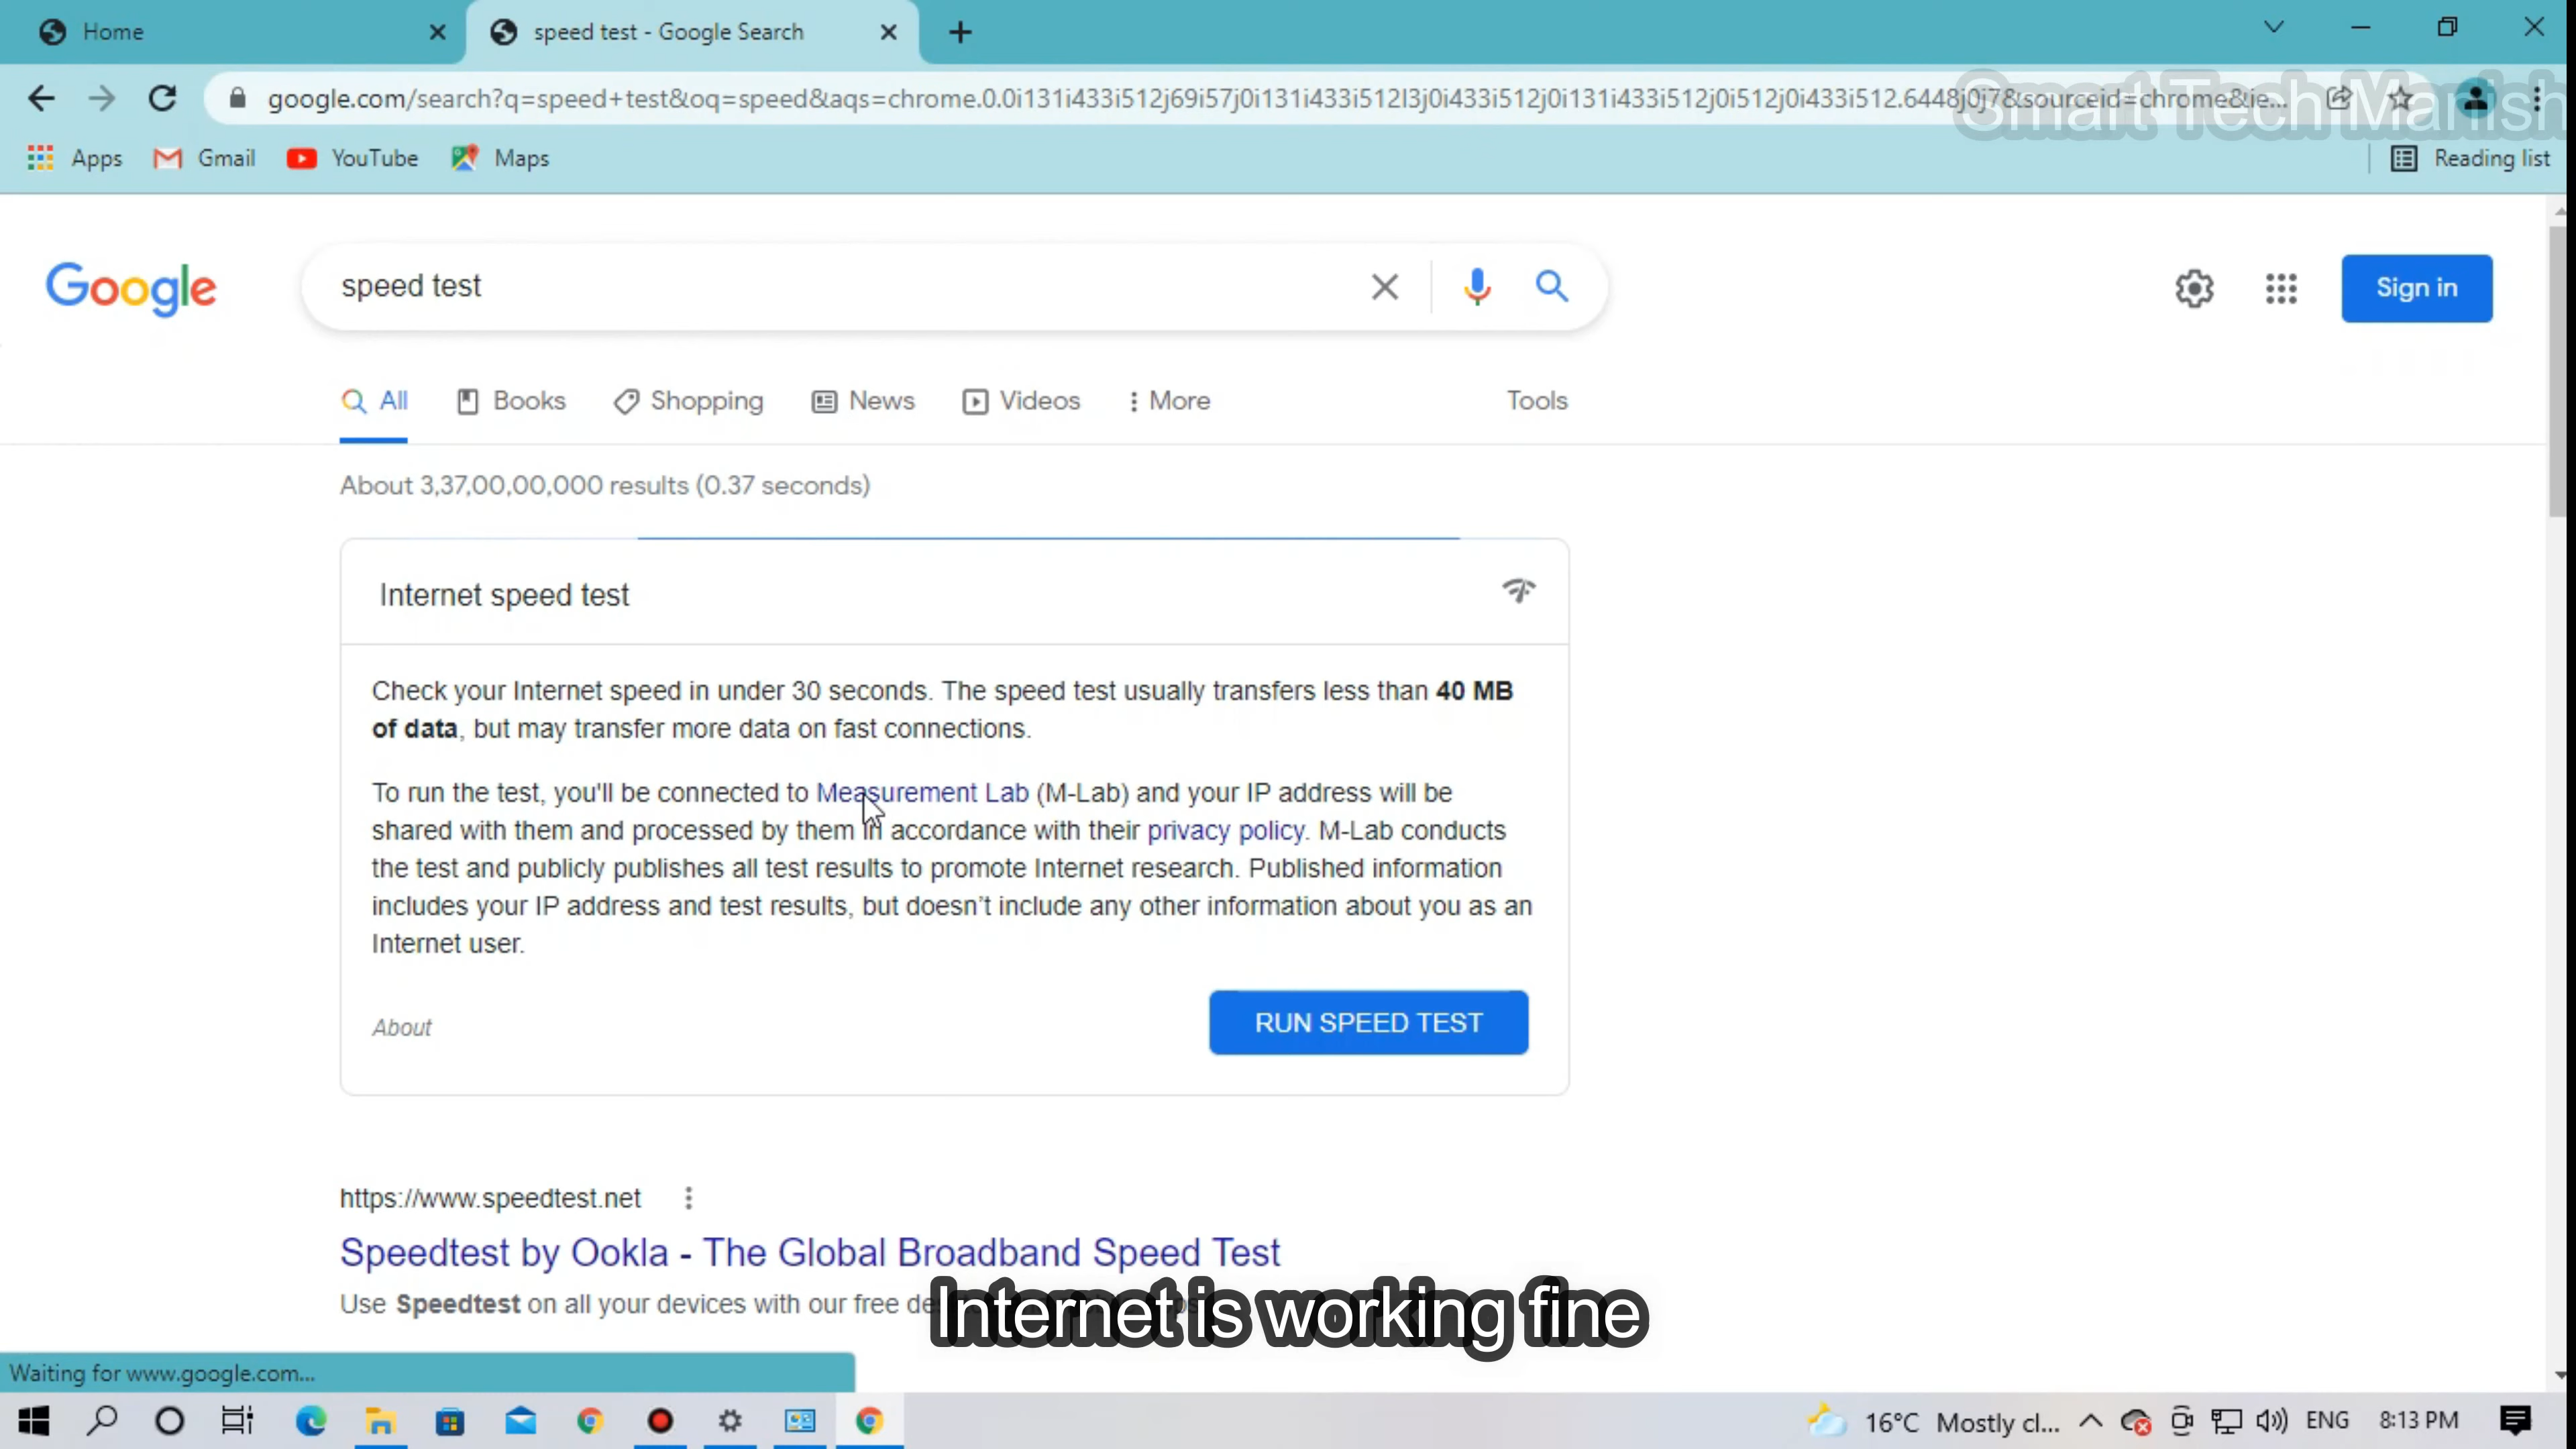 Home
speed test - Google Search
google.com/search?q=speed+test&oq=speed&aqs=chrome.0.0i131i433i512j69i57j0i131i433i512l3j0i433i512j0i131i433i512j0i512j0i433i512.6448j0j7&sourceid=chrome&ie...
Smart Tech Manish
Apps Gmail YouTube Maps
Reading list
Google
speed test
Sign in
All Books Shopping News Videos More Tools
About 3,37,00,00,000 results (0.37 seconds)
Internet speed test
Check your Internet speed in under 30 seconds. The speed test usually transfers less than 40 MB
of data, but may transfer more data on fast connections.
To run the test, you'll be connected to Measurement Lab (M-Lab) and your IP address will be
shared with them and processed by them in accordance with their privacy policy. M-Lab conducts
the test and publicly publishes all test results to promote Internet research. Published information
includes your IP address and test results, but doesn't include any other information about you as an
Internet user.
About
RUN SPEED TEST
https://www.speedtest.net
Speedtest by Ookla - The Global Broadband Speed Test
Use Speedtest on all your devices with our free
Internet is working fine
Waiting for www.google.com...
16°C Mostly cl... ENG 8:13 PM